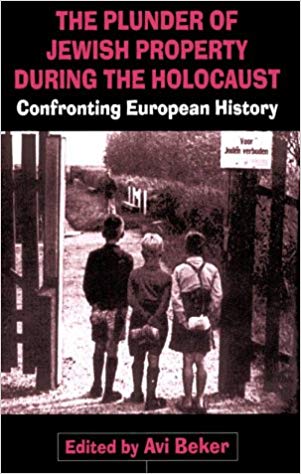 THE PLUNDER OF
JEWISH PROPERTY
DURING THE HOLOCAUST
Confronting European History
Voor
Joden verboden
Edited by Avi Beker